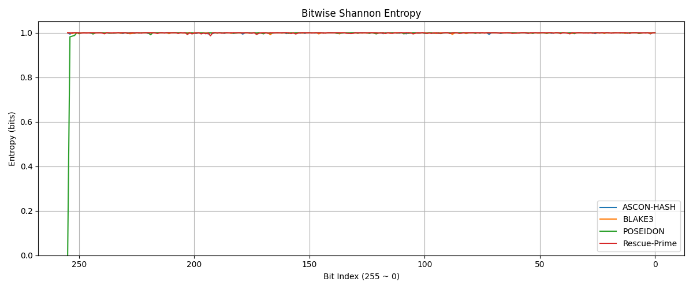 Bitwise Shannon Entropy
1.0
0.8
0.6
0.4
0.2
0.0
Entropy (bits)
ASCON-HASH
BLAKE3
POSEIDON
Rescue-Prime
250
200
150
100
50
0
Bit Index (255 ~ 0)